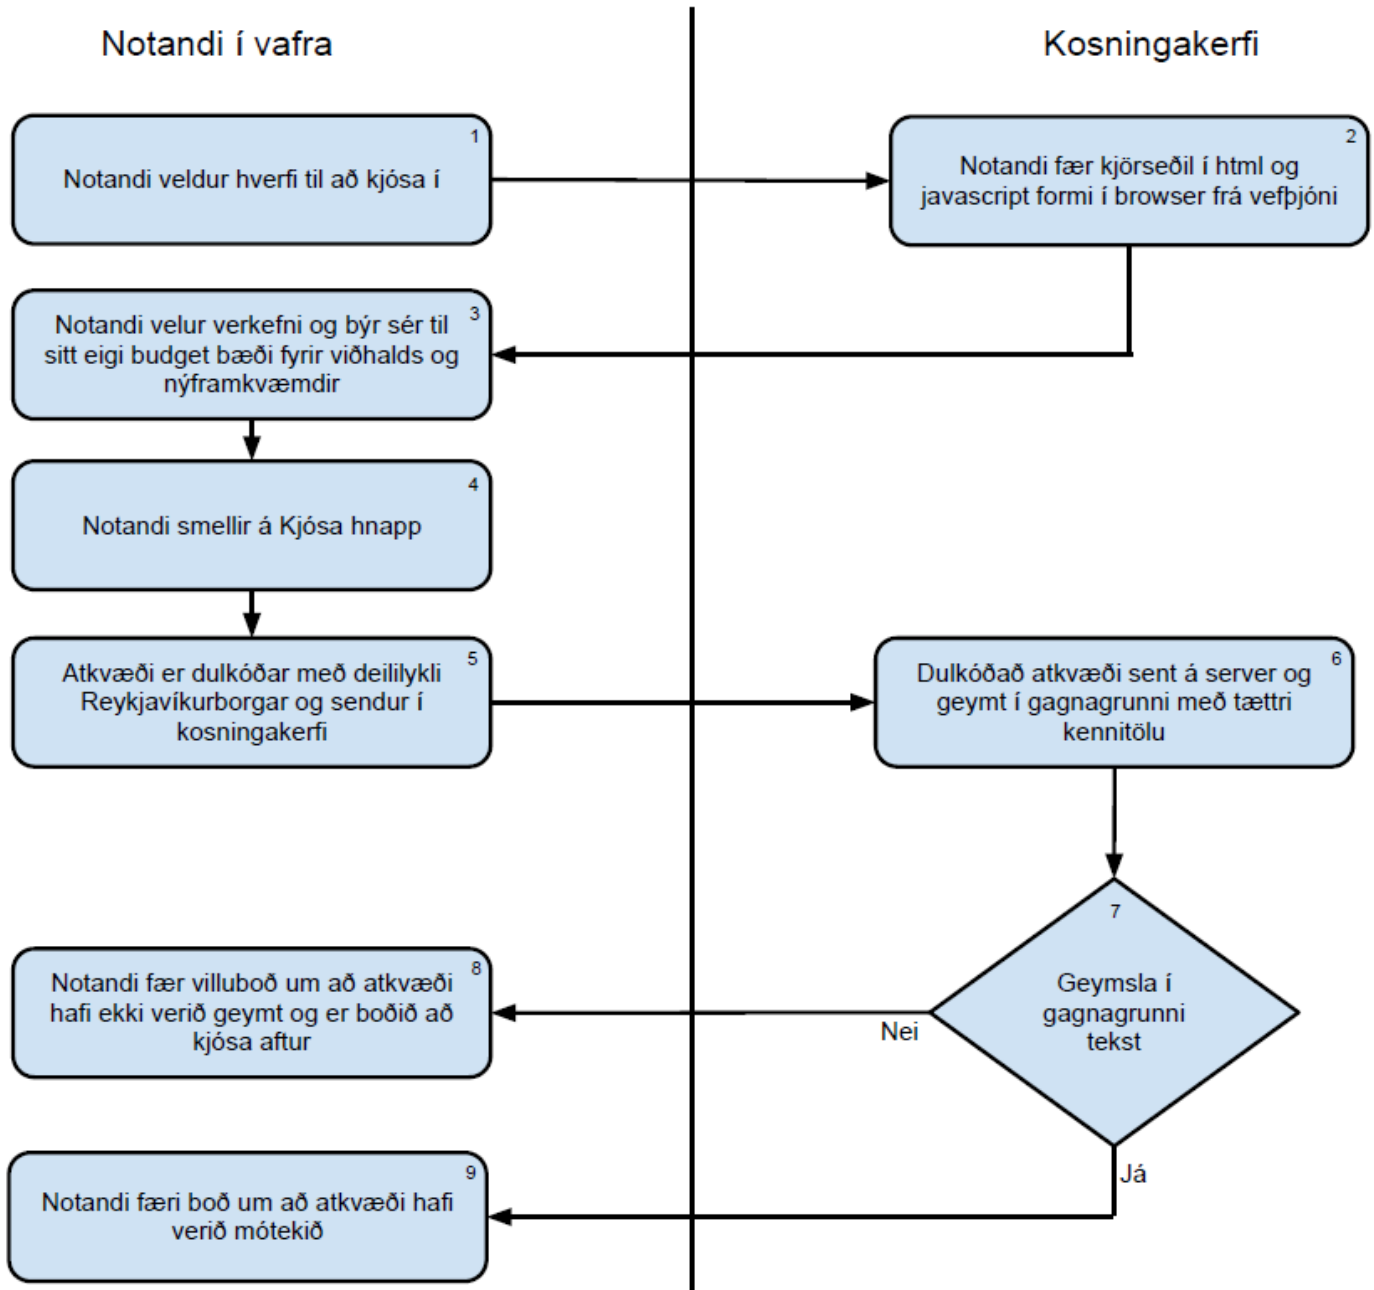 Notandi í vafra
Kosningakerfi
1
Notandi veldur hverfi til að kjósa í
2
Notandi fær kjörseðil í html og
javascript formi í browser frá vefþjóni
3
Notandi velur verkefni og býr sér til
sitt eigi budget bæði fyrir viðhalds og
nýframkvæmdir
4
Notandi smellir á Kjósa hnapp
5
Atkvæði er dulkóðar með deililykli
Reykjavíkurborgar og sendur í
kosningakerfi
6
Dulkóðað atkvæði sent á server og
geymt í gagnagrunni með tættri
kennitölu
7
Geymsla í
gagnagrunni
tekst
Nei
8
Notandi fær villuboð um að atkvæði
hafi ekki verið geymt og er boðið að
kjósa aftur
Já
9
Notandi færi boð um að atkvæði hafi
verið mótekið